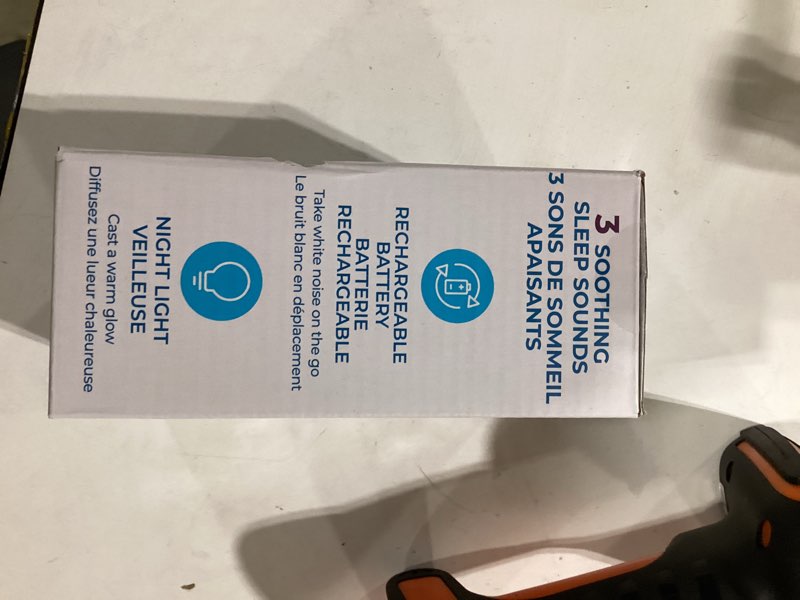 3 SOOTHING
SLEEP SOUNDS
3 SONS DE SOMMEIL
APAISANTS
RECHARGEABLE
BATTERY
BATTERIE
RECHARGEABLE
Take white noise on the go
Le bruit blanc en déplacement
NIGHT LIGHT
VEILLEUSE
Cast a warm glow
Diffusez une lueur chaleureuse